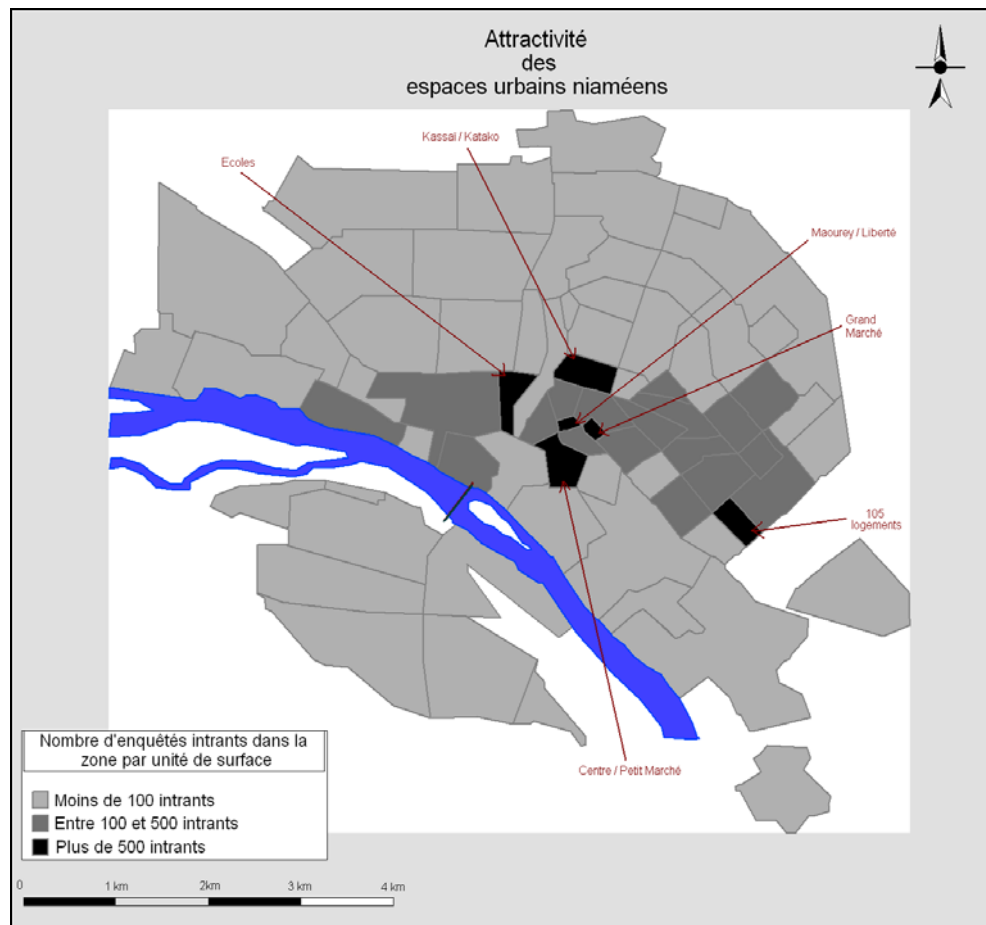 Attractivité
des
espaces urbains niaméens
Kassaï / Katako
Ecoles
Maourey / Liberté
Grand
Marché
105
logements
Centre / Petit Marché
Nombre d'enquêtés intrants dans la
zone par unité de surface
Moins de 100 intrants
Entre 100 et 500 intrants
Plus de 500 intrants
0 1 km 2km 3 km 4 km